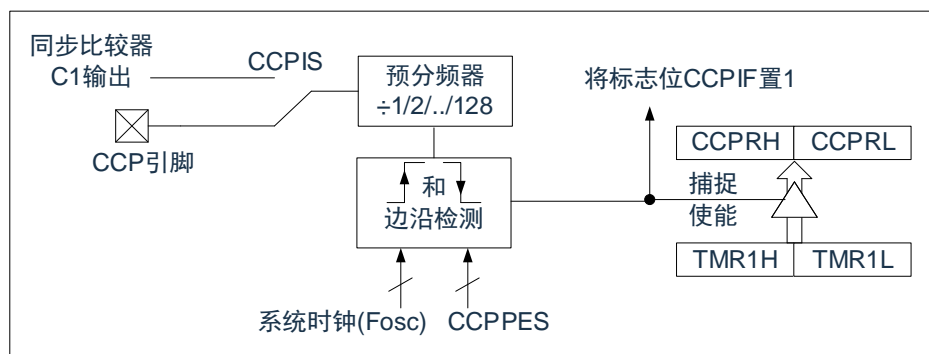 同步比较器
C1输出
CCPIS
CCP引脚
预分频器
÷1/2/../128
和
边沿检测
系统时钟(Fosc)
CCPPES
将标志位CCPIF置1
捕捉
使能
CCPRH
CCPRL
TMR1H
TMR1L